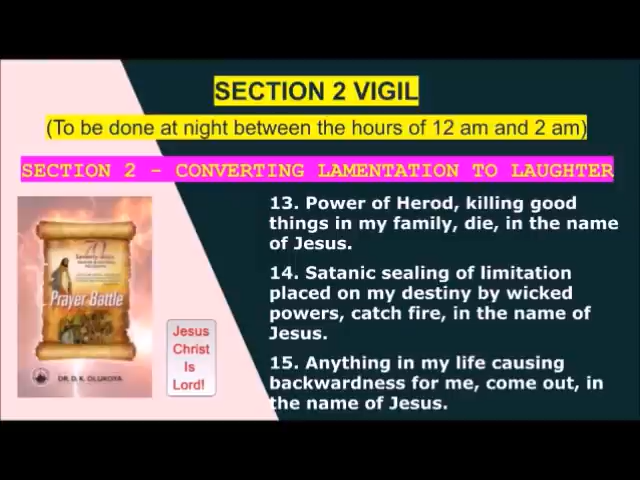 SECTION 2 VIGIL
(To be done at night between the hours of 12 am and 2 am)
SECTION 2 - CONVERTING LAMENTATION TO LAUGHTER
13. Power of Herod, killing good
things in my family, die, in the name
of Jesus.
14. Satanic sealing of limitation
placed on my destiny by wicked
powers, catch fire, in the name of
Jesus.
15. Anything in my life causing
backwardness for me, come out, in
the name of Jesus.
70
Prayer Battle
DR. D. K. OLUKOYA
Jesus
Christ
Is
Lord!